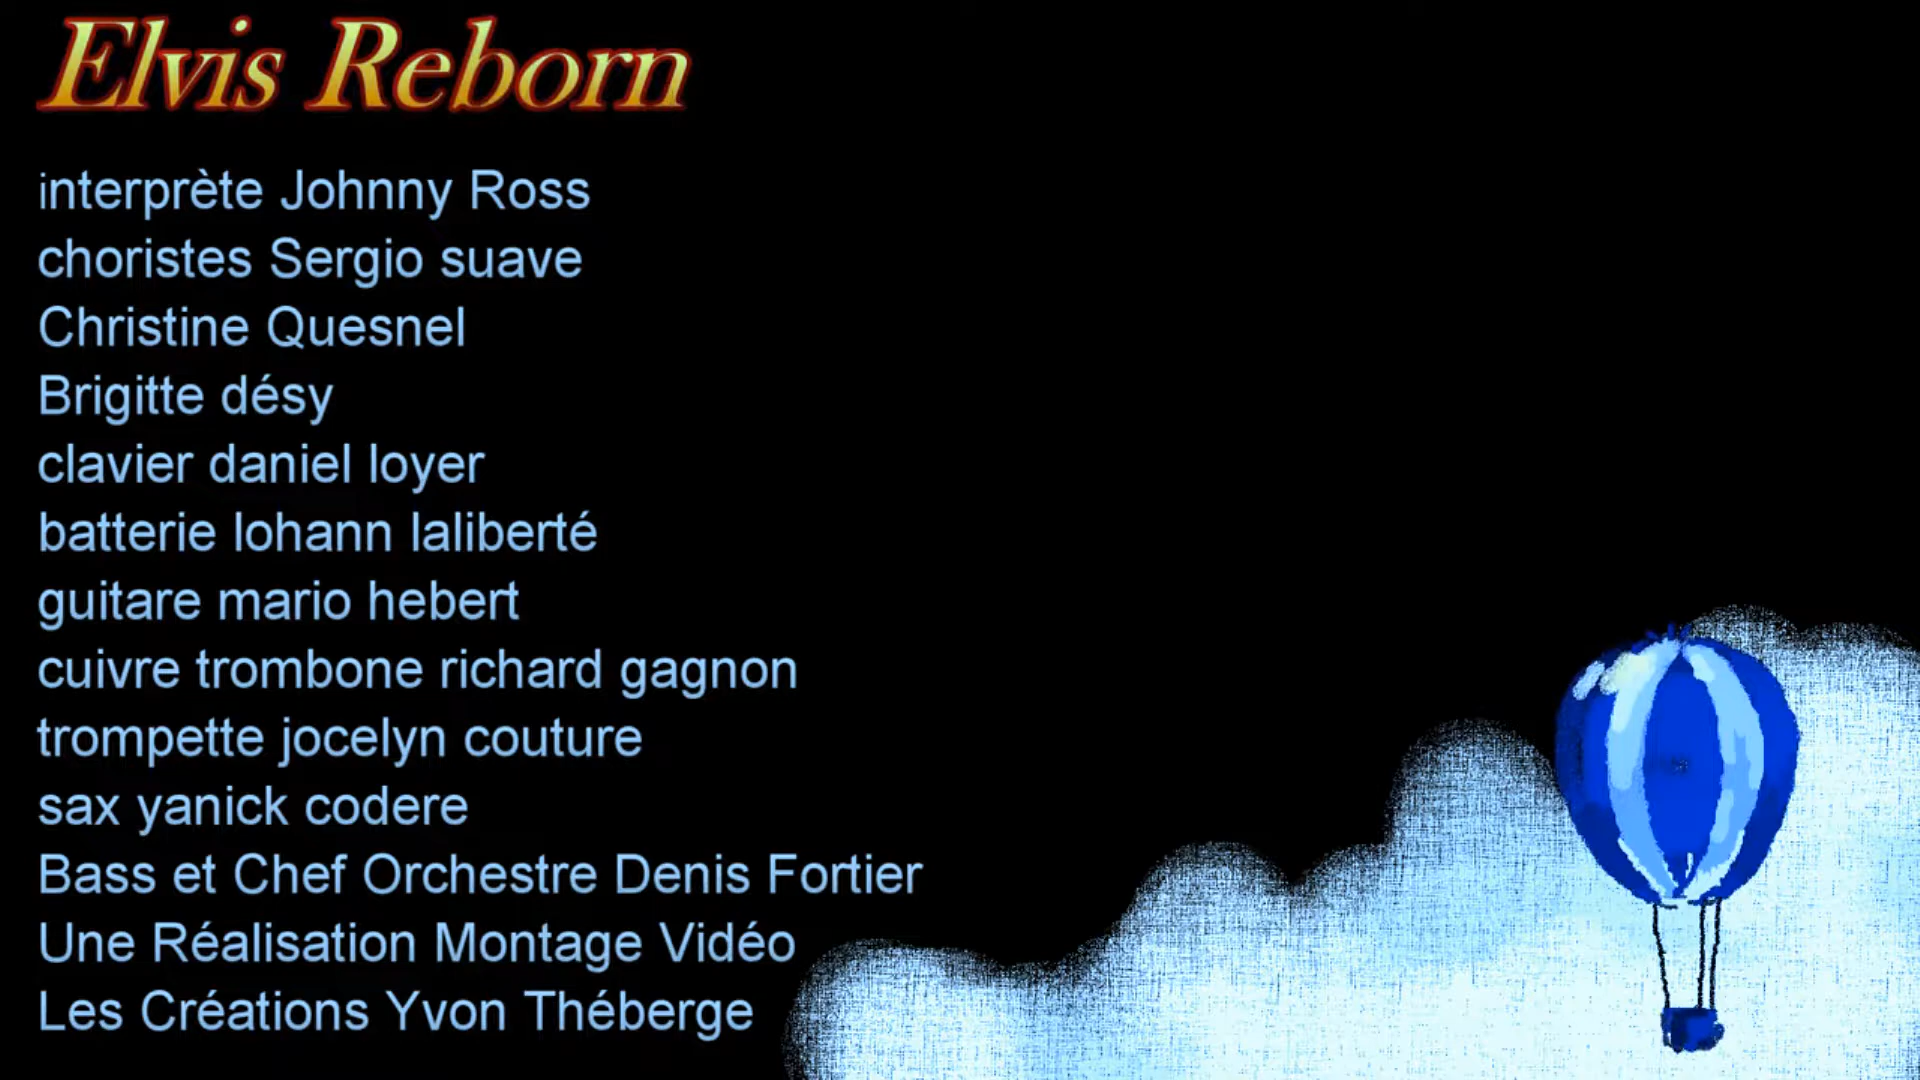 Elvis Reborn
interprète Johnny Ross
choristes Sergio suave
Christine Quesnel
Brigitte désy
clavier daniel loyer
batterie lohann laliberté
guitare mario hebert
cuivre trombone richard gagnon
trompette jocelyn couture
sax yanick codere
Bass et Chef Orchestre Denis Fortier
Une Réalisation Montage Vidéo
Les Créations Yvon Théberge